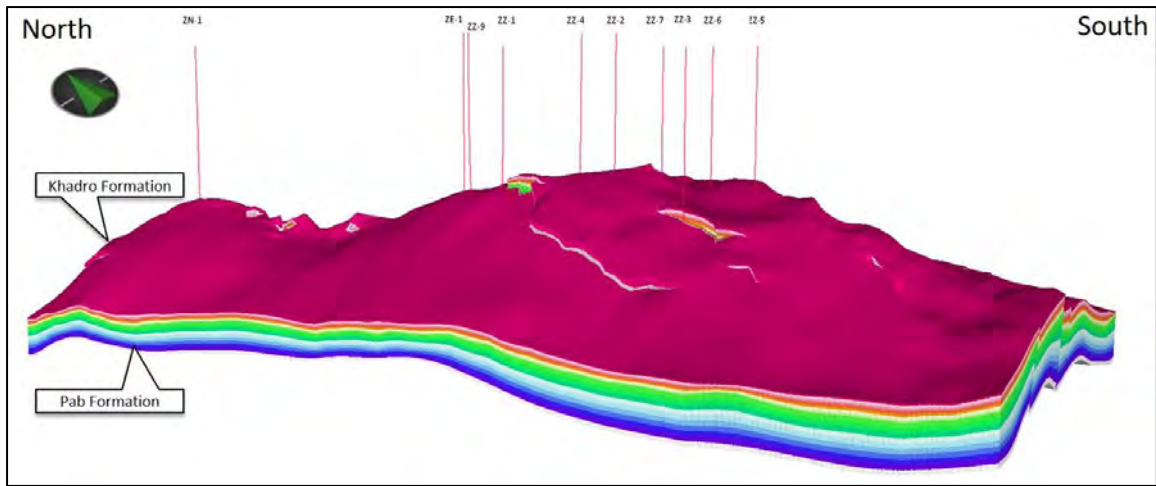 North
South
ZN-1
ZE-1
ZZ-9
ZZ-1
ZZ-4
ZZ-2
ZZ-7
ZZ-3
ZZ-6
ZZ-5
Khadro Formation
Pab Formation